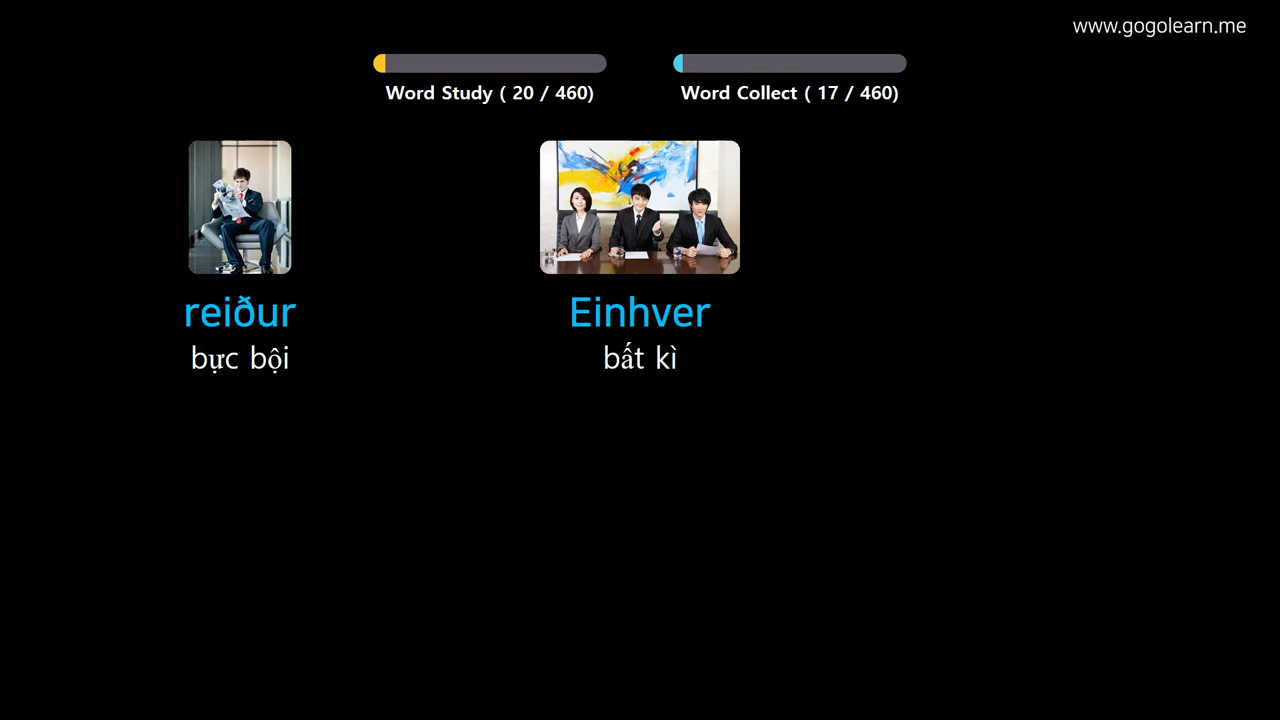 www.gogolearn.me
Word Study ( 20 / 460)
Word Collect ( 17 / 460)
reiður
Einhver
bực bội
bất kì